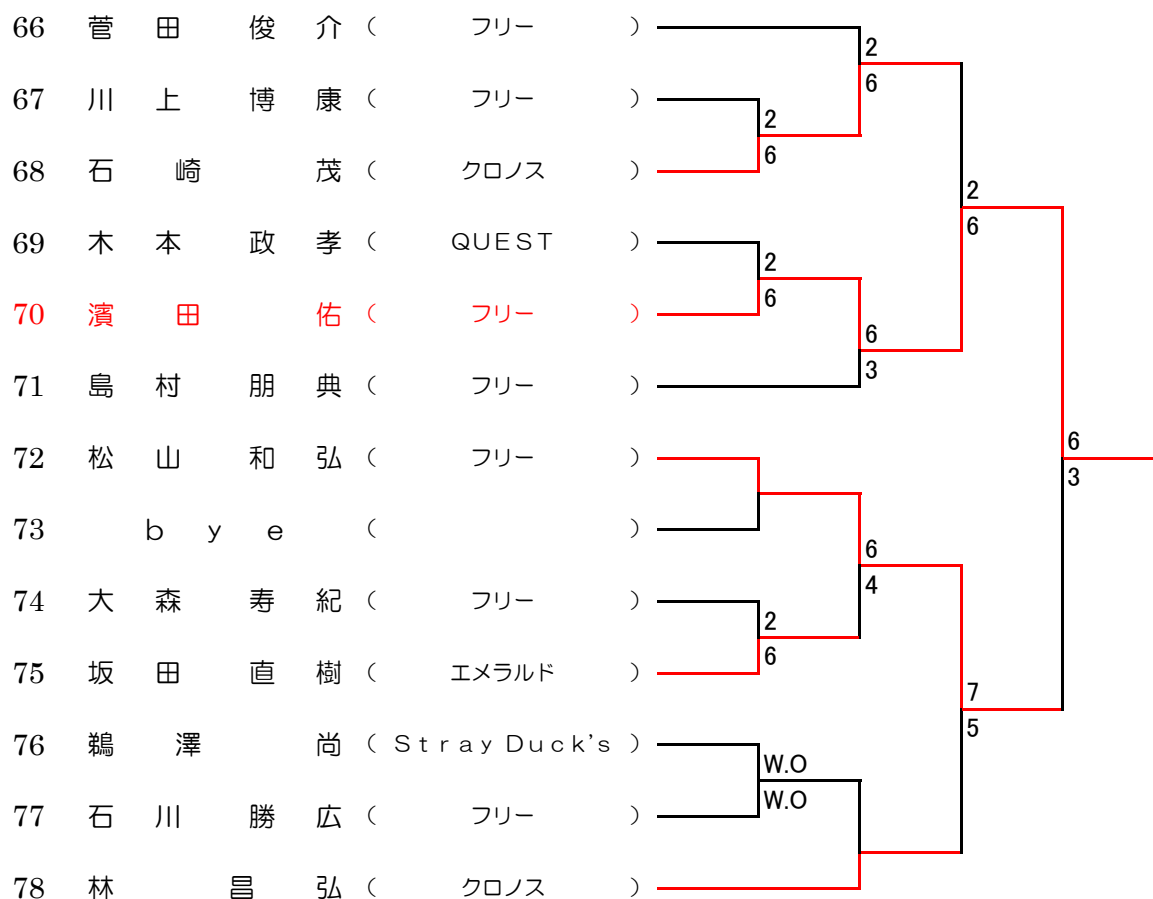 66 菅田 俊介 ( フリー )
2
6
67 川上 博康 ( フリー )
2
6
68 石崎 茂 ( クロノス )
2
6
69 木本 政孝 ( QUEST )
2
6
70 濱田 佑 ( フリー )
6
3
71 島村 朋典 ( フリー )
72 松山 和弘 ( フリー )
6
3
73 bye ( )
6
4
74 大森 寿紀 ( フリー )
2
6
75 坂田 直樹 ( エメラルド )
7
5
76 鵜澤 尚 ( Stray Duck's )
W.O
W.O
77 石川 勝広 ( フリー )
78 林 昌弘 ( クロノス )